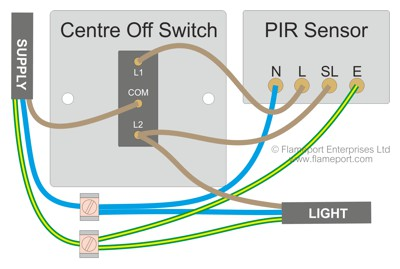 SUPPLY
Centre Off Switch
L1
COM
L2
PIR Sensor
N L SL E
© Flameport Enterprises Ltd
www.flameport.com
LIGHT